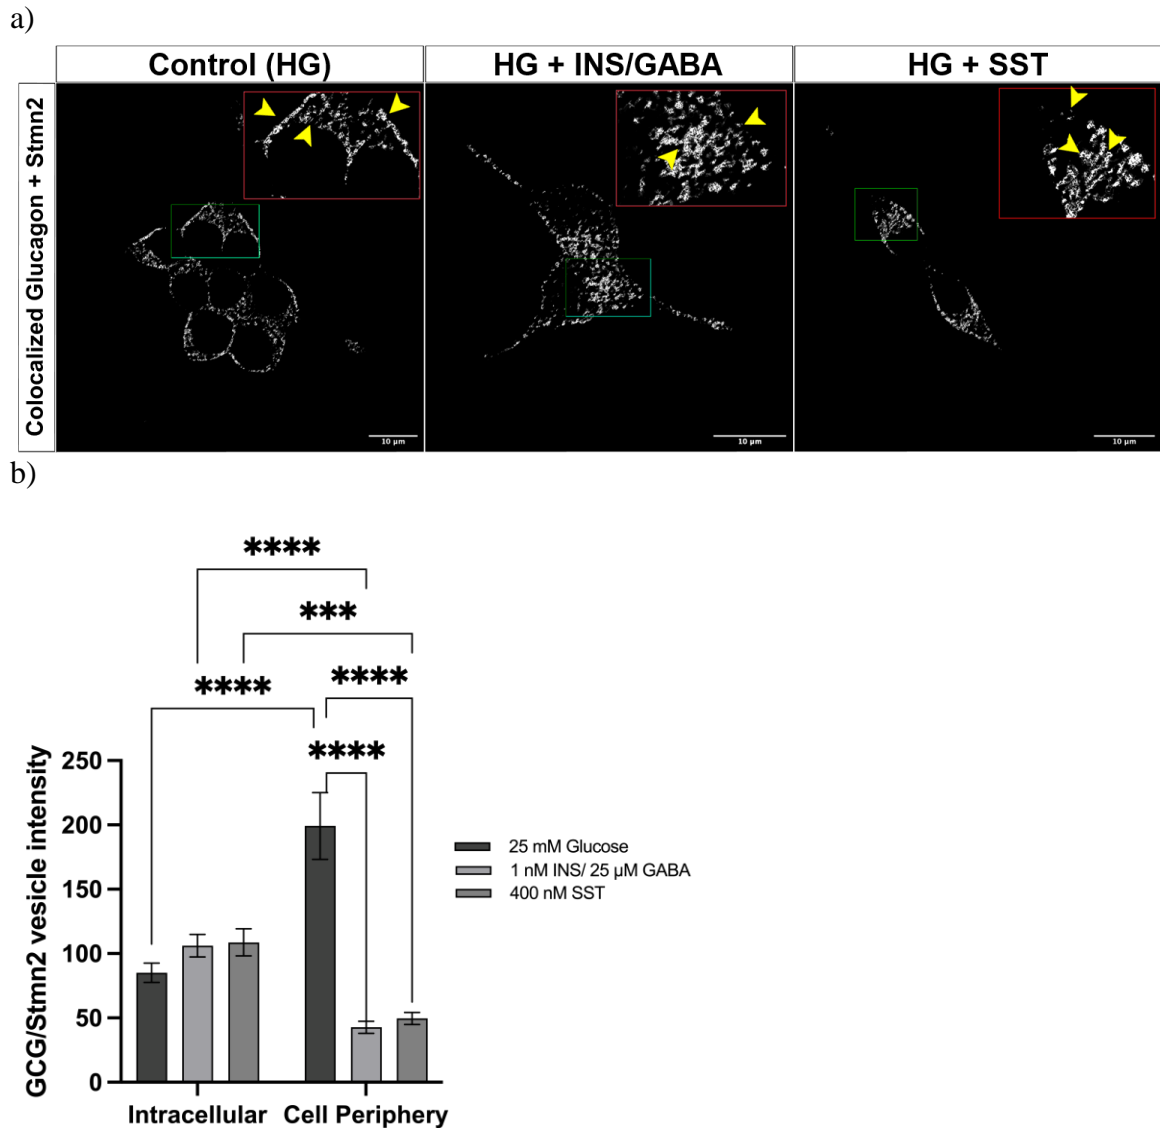 a)
Control (HG)
HG + INS/GABA
HG + SST
Colocalized Glucagon + Stmn2
10 µm
10 µm
10 µm
b)
****
***
****
****
****
GCG/Stmn2 vesicle intensity
250
200
150
100
50
0
Intracellular
Cell Periphery
25 mM Glucose
1 nM INS/ 25 µM GABA
400 nM SST